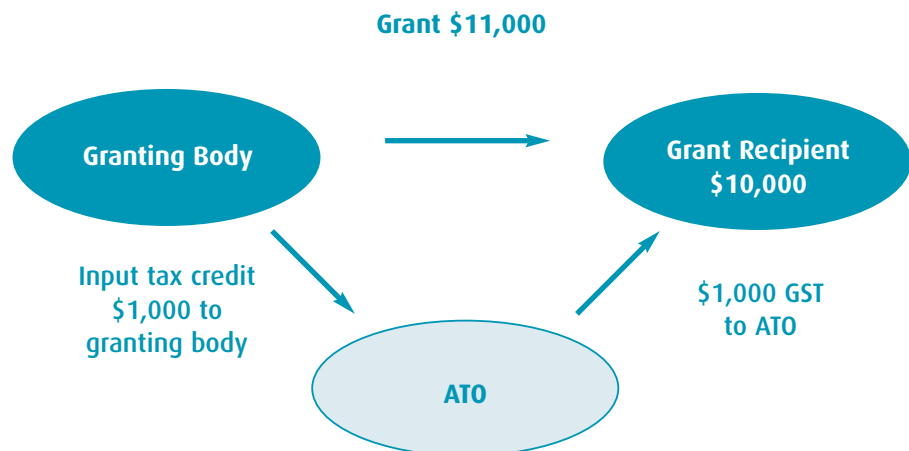 Grant $11,000
Granting Body
Grant Recipient
$10,000
Input tax credit
$1,000 to
granting body
$1,000 GST
to ATO
ATO